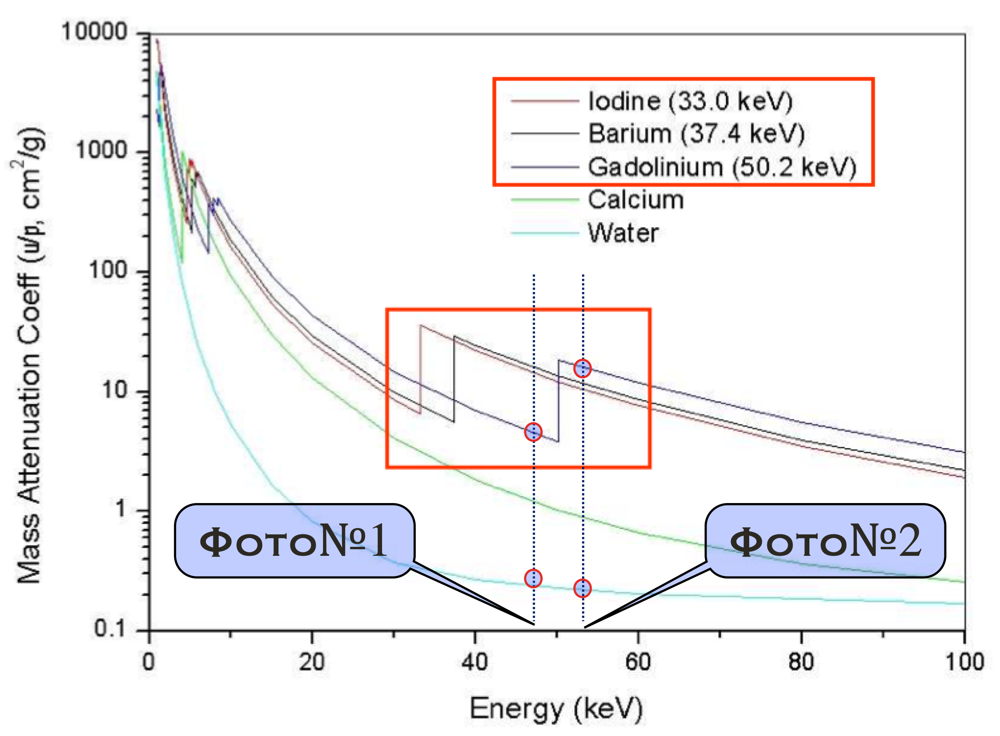 10000
1000
100
10
1
0.1
Mass Attenuation Coeff (u/p, cm²/g)
Iodine (33.0 keV)
Barium (37.4 keV)
Gadolinium (50.2 keV)
Calcium
Water
Фото№1
Фото№2
0 20 40 60 80 100
Energy (keV)